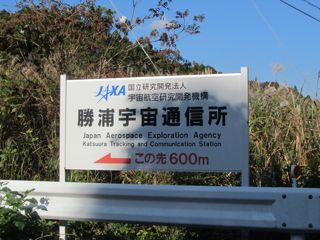 JAXA 国立研究開発法人
宇宙航空研究開発機構
勝浦宇宙通信所
Japan Aerospace Exploration Agency
Katsuura Tracking and Communication Station
この先600m